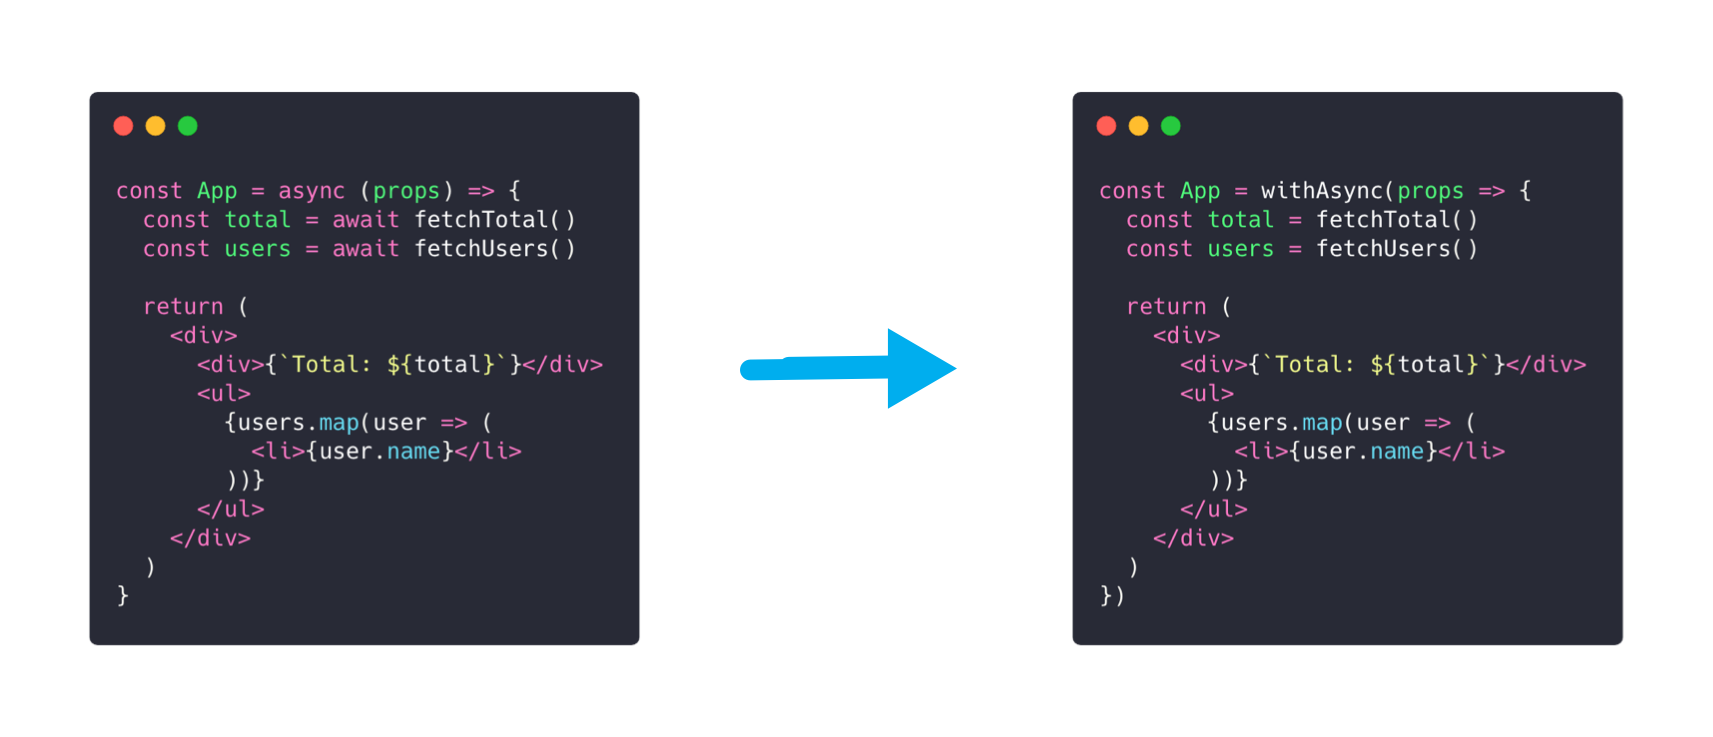 const App = async (props) => {
  const total = await fetchTotal()
  const users = await fetchUsers()

  return (
    <div>
      <div>{`Total: ${total}`}</div>
      <ul>
        {users.map(user => (
          <li>{user.name}</li>
        ))}
      </ul>
    </div>
  )
}
const App = withAsync(props => {
  const total = fetchTotal()
  const users = fetchUsers()

  return (
    <div>
      <div>{`Total: ${total}`}</div>
      <ul>
        {users.map(user => (
          <li>{user.name}</li>
        ))}
      </ul>
    </div>
  )
})